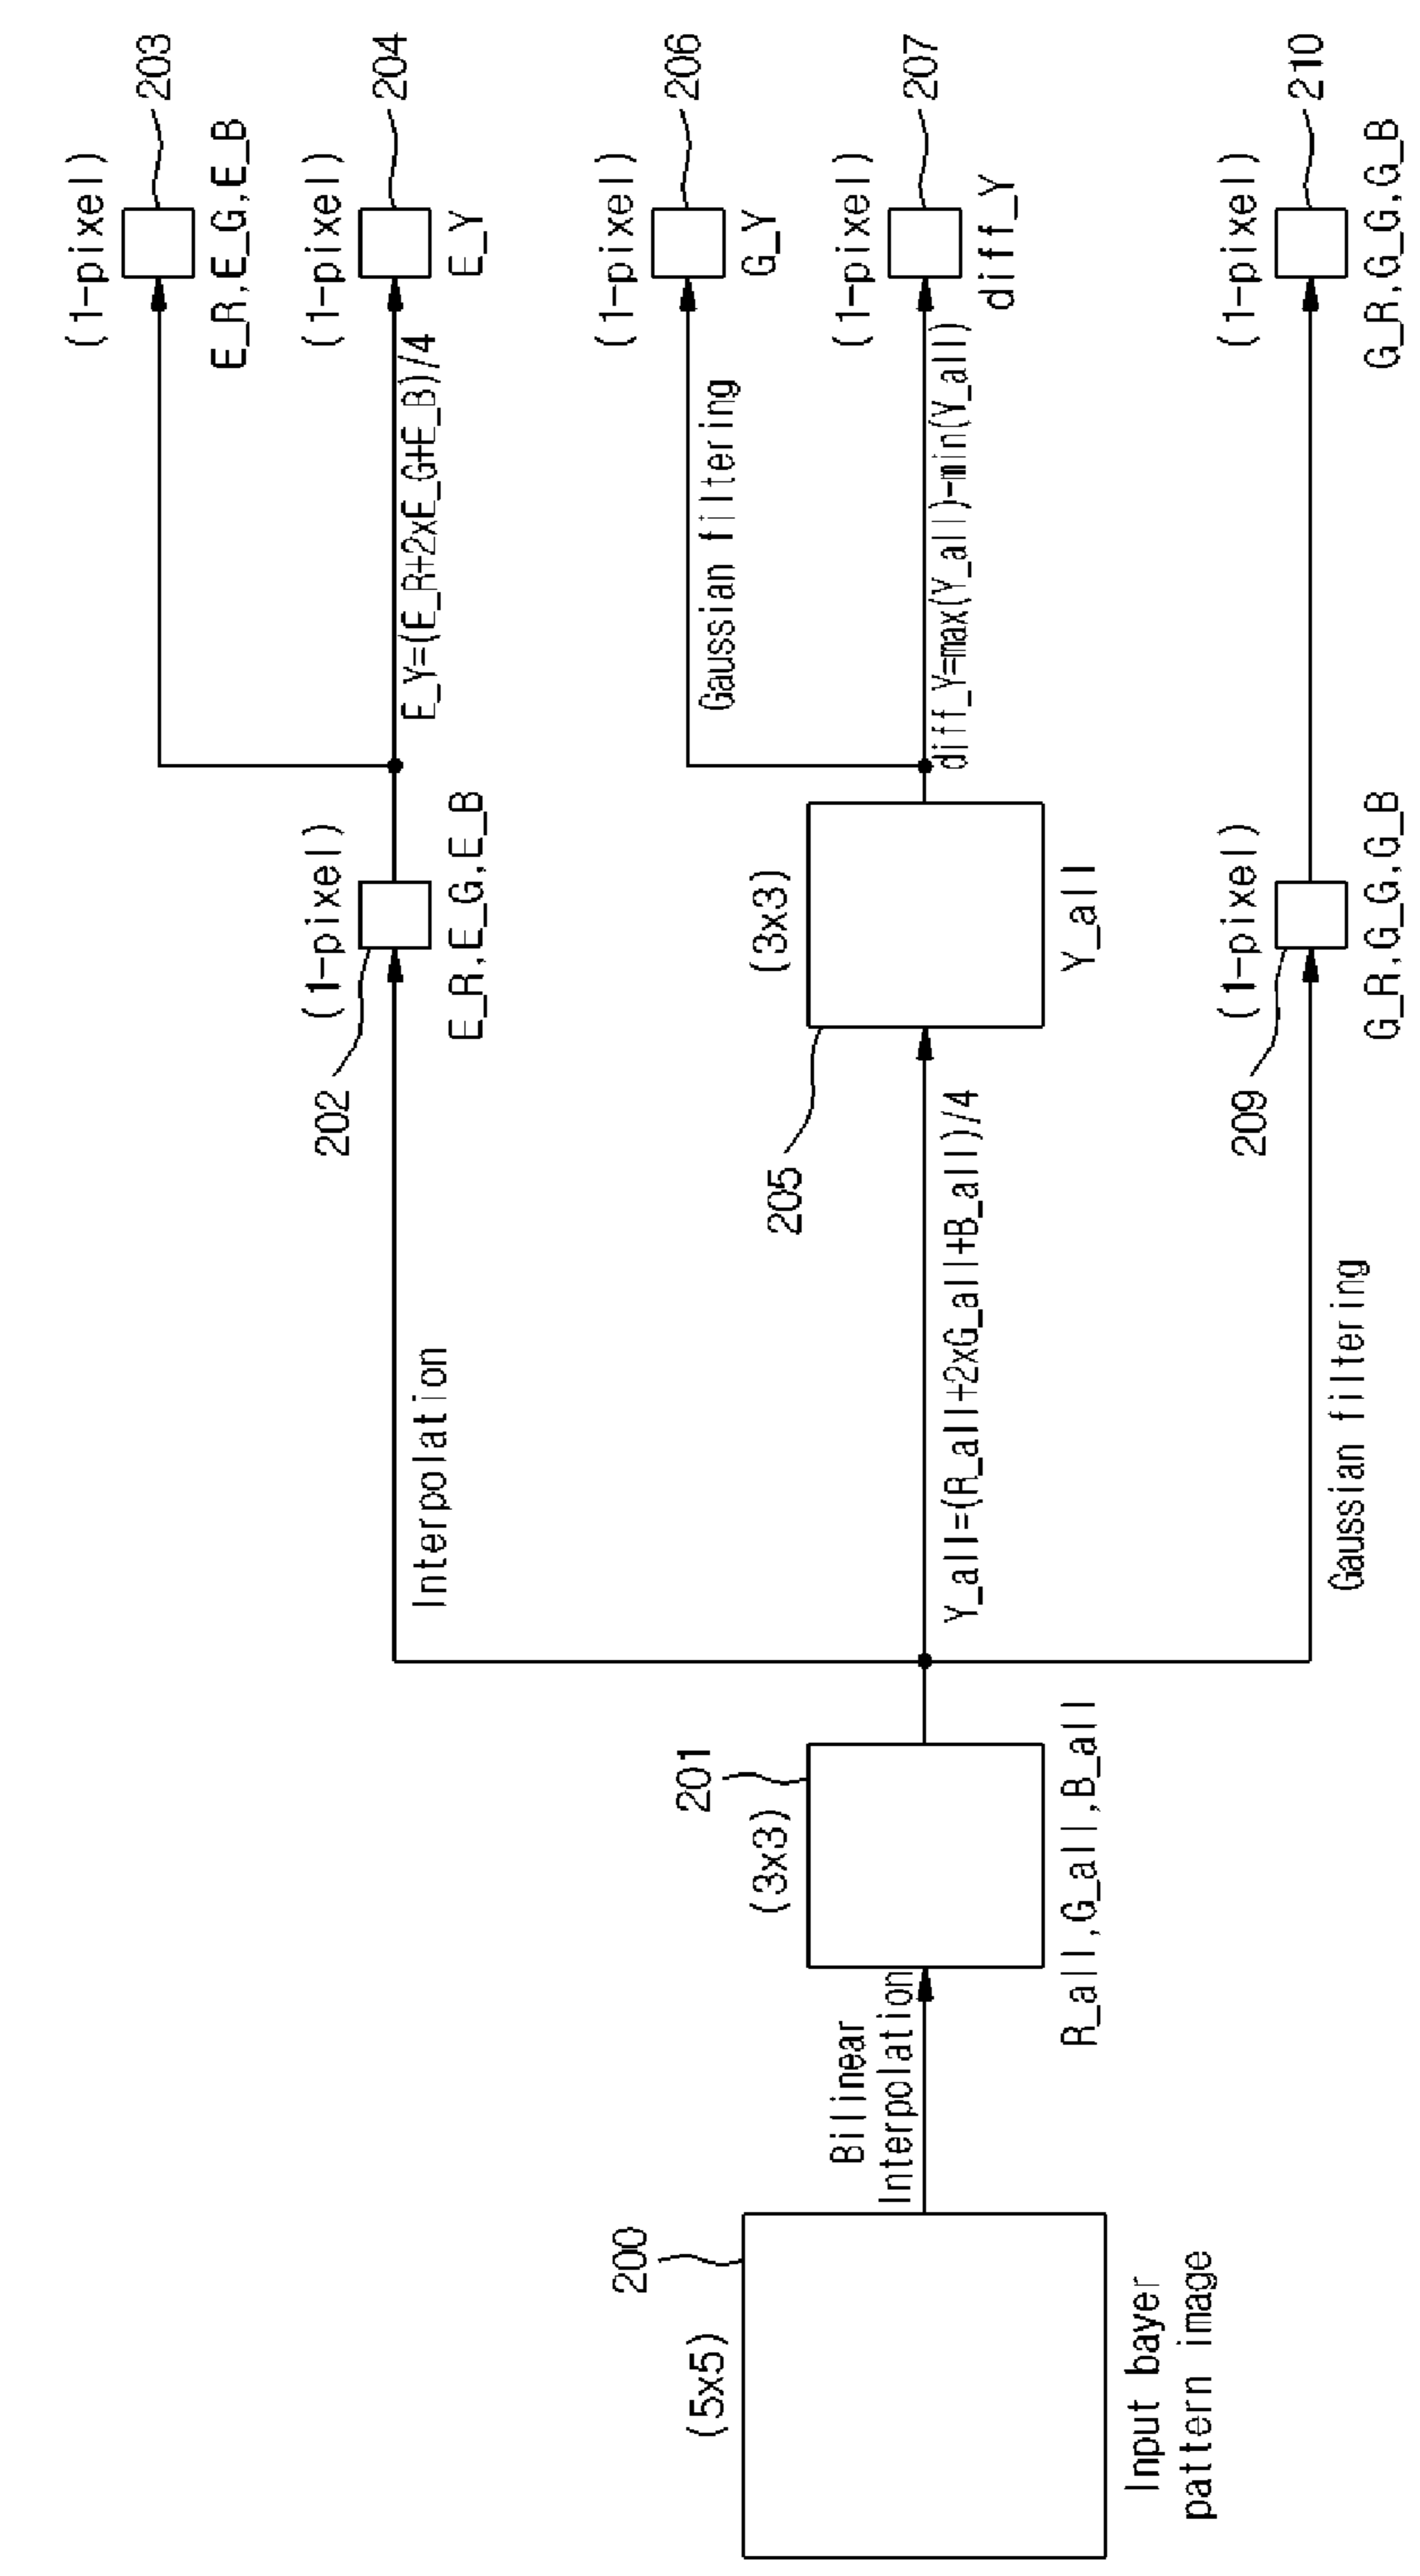 (1-pixel)
203
E_R,E_G,E_B
(1-pixel)
202
E_R,E_G,E_B
E_Y=(E_R+2xE_G+E_B)/4
(1-pixel)
204
E_Y
Interpolation
(1-pixel)
206
G_Y
Gaussian filtering
200
(5x5)
Input bayer
pattern image
Bilinear
Interpolation
201
(3x3)
R_all,G_all,B_all
Y_all=(R_all+2xG_all+B_all)/4
205
(3x3)
Y_all
diff_Y=max(Y_all)-min(Y_all)
(1-pixel)
207
diff_Y
Gaussian filtering
(1-pixel)
209
G_R,G_G,G_B
(1-pixel)
210
G_R,G_G,G_B